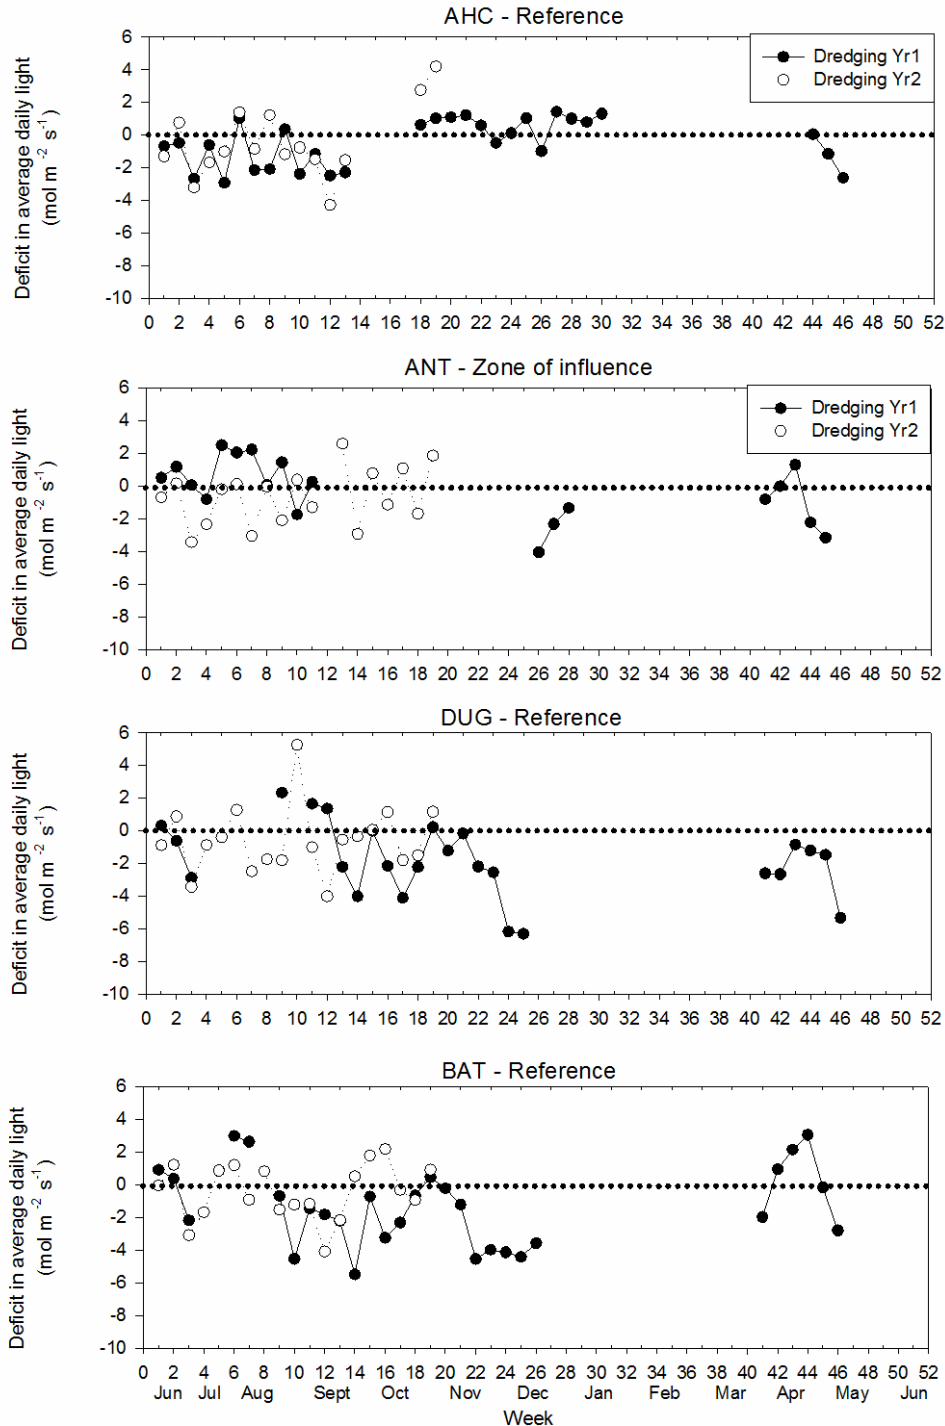 AHC - Reference
Deficit in average daily light
(mol m⁻² s⁻¹)
6
4
2
0
-2
-4
-6
-8
-10
Dredging Yr1
Dredging Yr2
0 2 4 6 8 10 12 14 16 18 20 22 24 26 28 30 32 34 36 38 40 42 44 46 48 50 52
ANT - Zone of influence
Deficit in average daily light
(mol m⁻² s⁻¹)
6
4
2
0
-2
-4
-6
-8
-10
Dredging Yr1
Dredging Yr2
0 2 4 6 8 10 12 14 16 18 20 22 24 26 28 30 32 34 36 38 40 42 44 46 48 50 52
DUG - Reference
Deficit in average daily light
(mol m⁻² s⁻¹)
6
4
2
0
-2
-4
-6
-8
-10
0 2 4 6 8 10 12 14 16 18 20 22 24 26 28 30 32 34 36 38 40 42 44 46 48 50 52
BAT - Reference
Deficit in average daily light
(mol m⁻² s⁻¹)
6
4
2
0
-2
-4
-6
-8
-10
0 2 4 6 8 10 12 14 16 18 20 22 24 26 28 30 32 34 36 38 40 42 44 46 48 50 52
Jun Jul Aug Sept Oct Nov Dec Jan Feb Mar Apr May Jun
Week